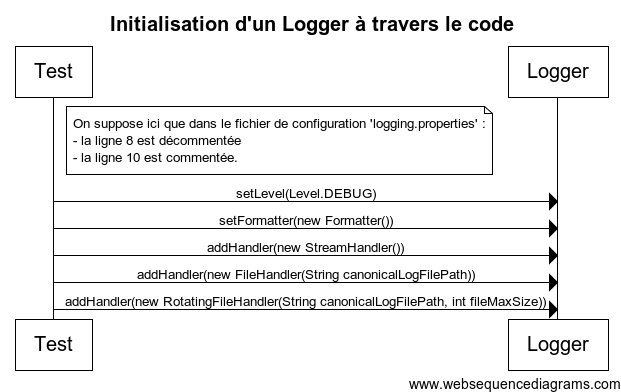 Initialisation d'un Logger à travers le code
Test
Logger
On suppose ici que dans le fichier de configuration 'logging.properties' :
- la ligne 8 est décommentée
- la ligne 10 est commentée.
setLevel(Level.DEBUG)
setFormatter(new Formatter())
addHandler(new StreamHandler())
addHandler(new FileHandler(String canonicalLogFilePath))
addHandler(new RotatingFileHandler(String canonicalLogFilePath, int fileMaxSize))
Test
Logger
www.websequencediagrams.com